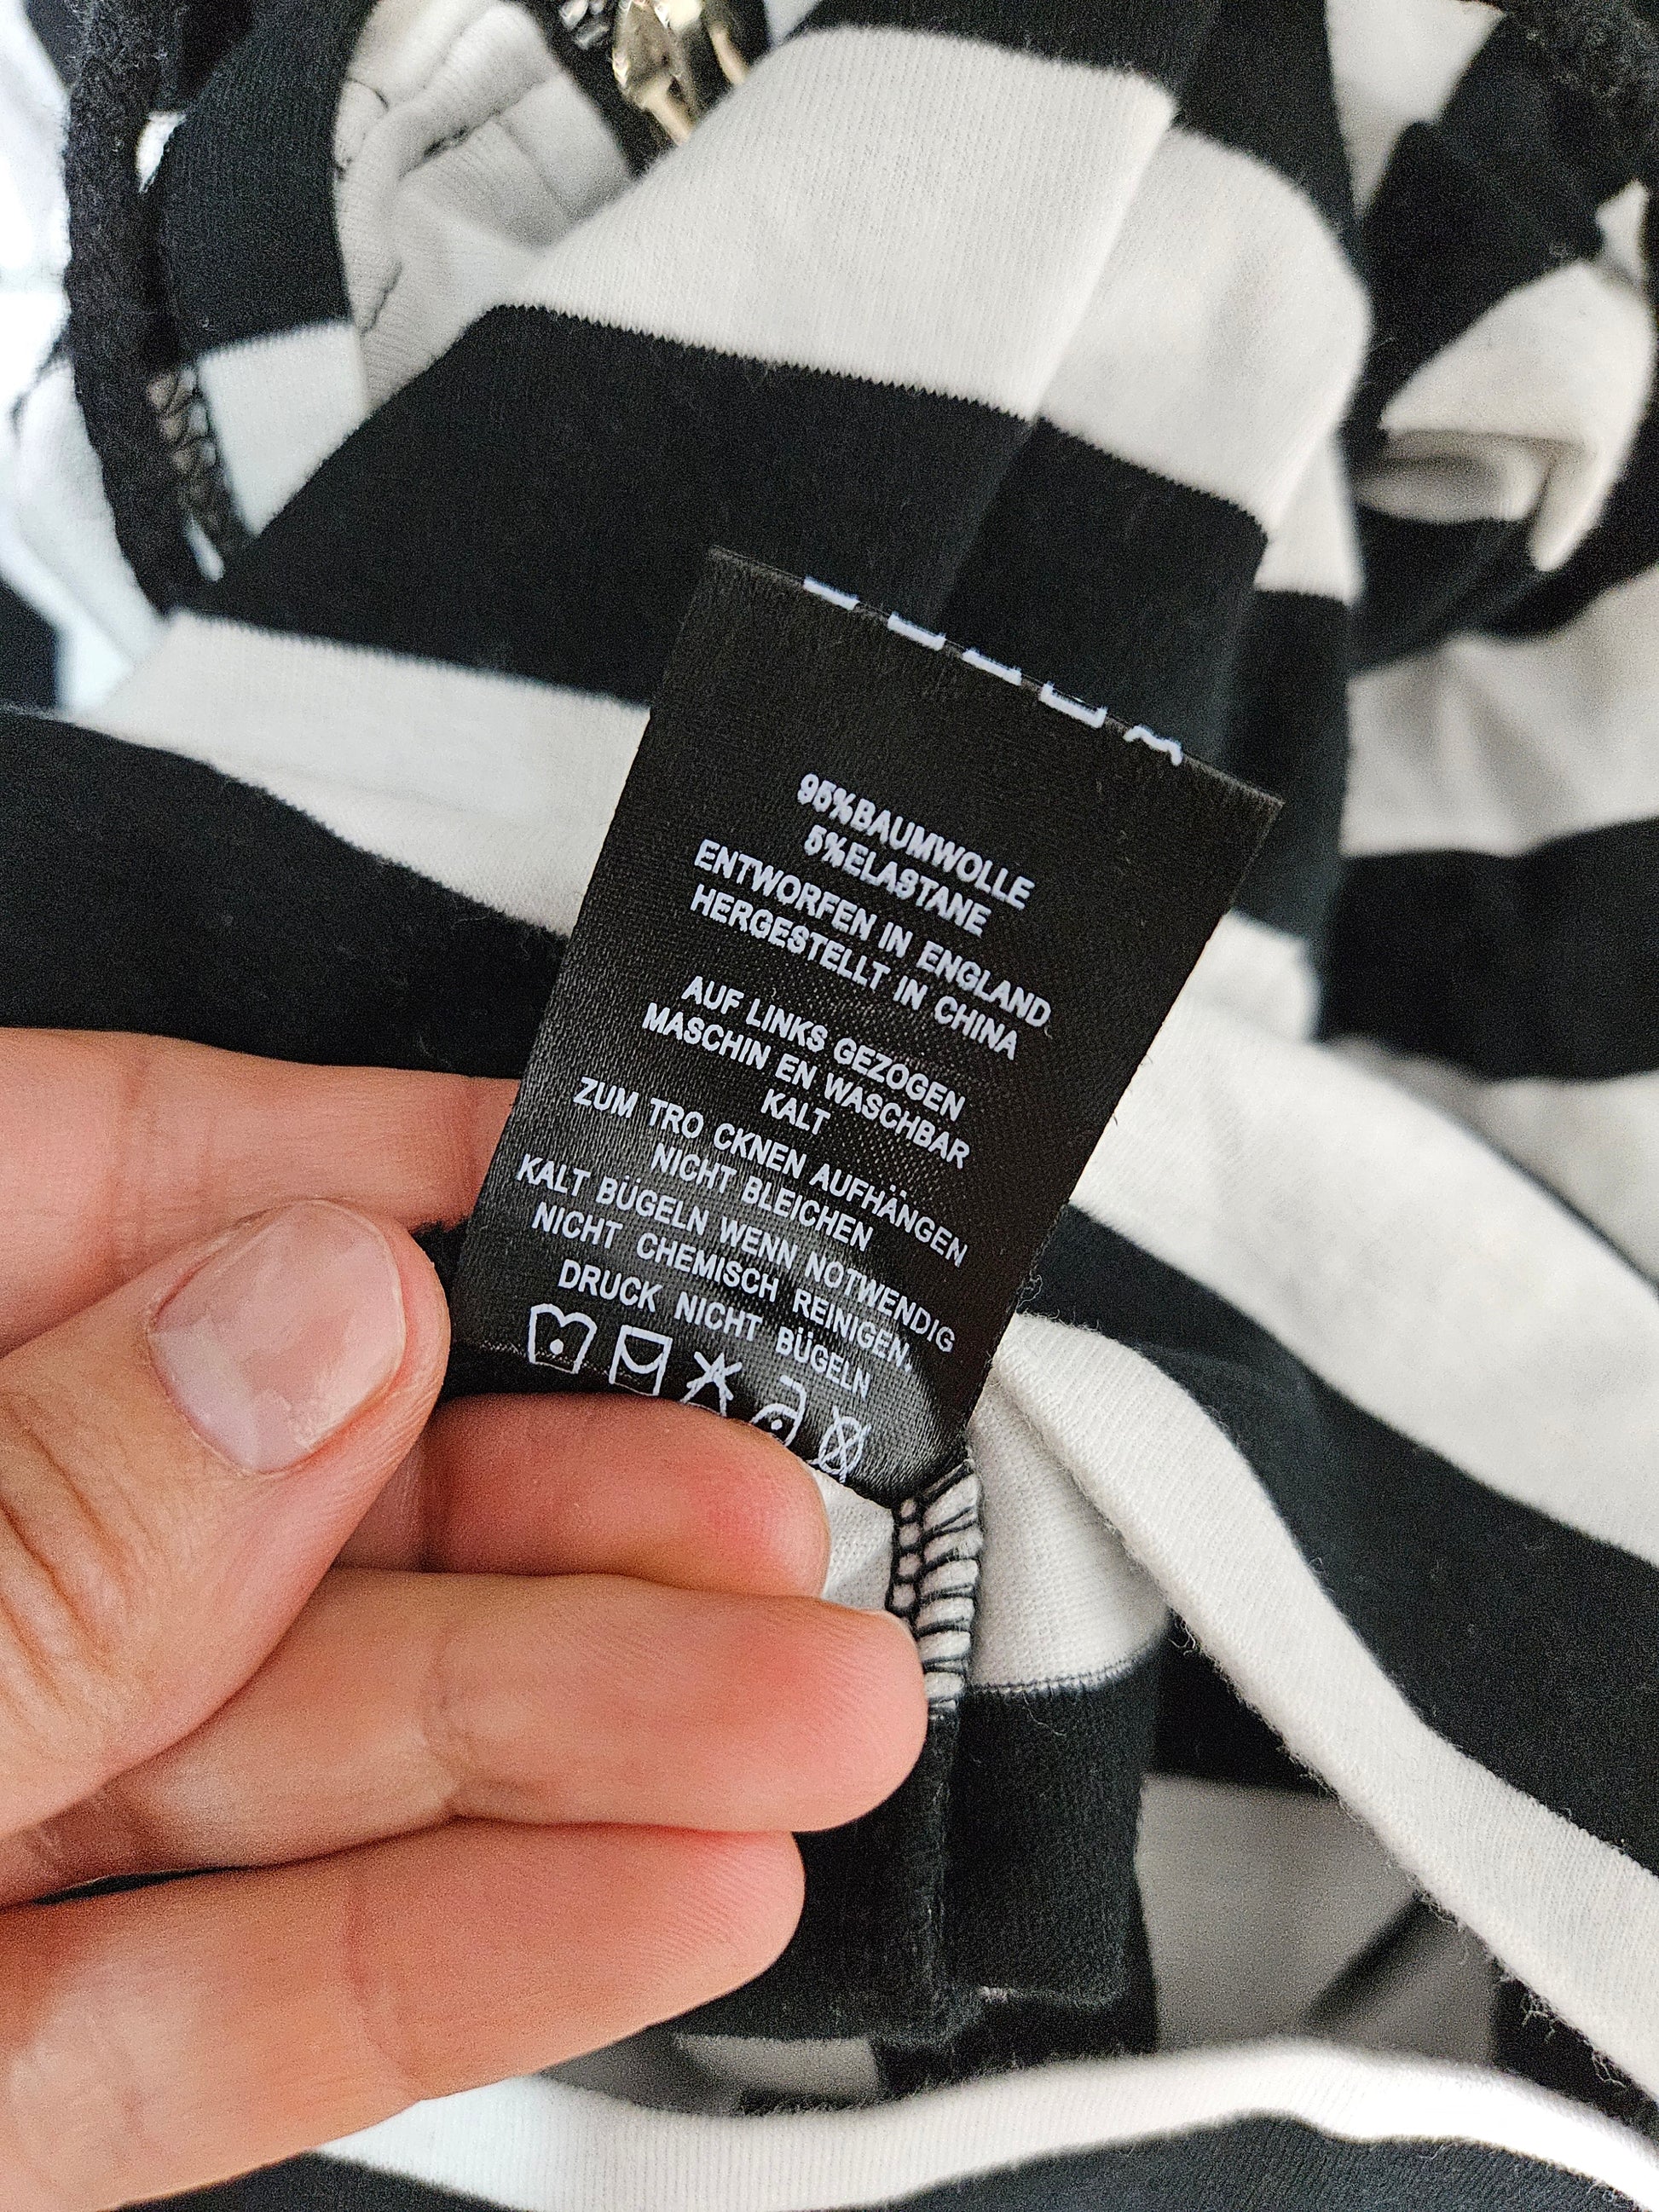 95%BAUMWOLLE
5%ELASTANE
ENTWORFEN IN ENGLAND
HERGESTELLT IN CHINA
AUF LINKS GEZOGEN
MASCHIN EN WASCHBAR
KALT
ZUM TRO CKNEN AUFHÄNGEN
NICHT BLEICHEN
KALT BÜGELN WENN NOTWENDIG
NICHT CHEMISCH REINIGEN.
DRUCK NICHT BÜGELN